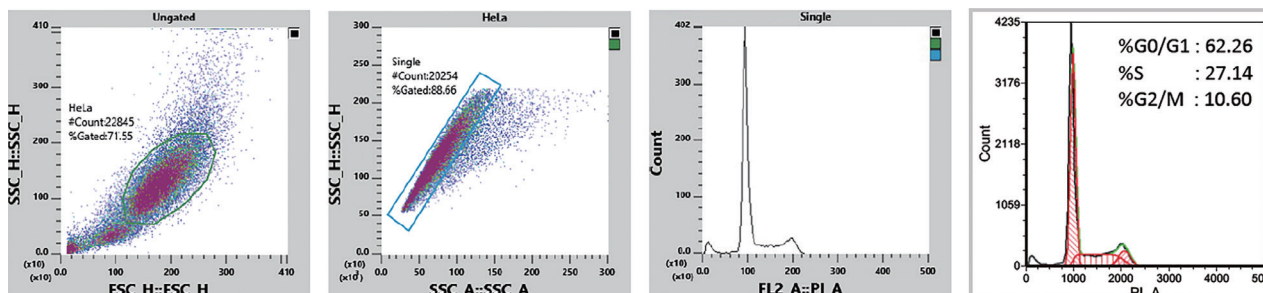 Ungated
410
300
200
100
0.0
HeLa
#Count:22845
%Gated:71.55
SSC_H::SSC_H
(x10)
(x10)
0.0
100
200
300
410
FSC_H::FSC_H
HeLa
300
250
200
150
100
50
0.0
Single
#Count:20254
%Gated:88.66
SSC_H::SSC_H
(x10)
0.0
50
100
150
200
250
300
SSC_A::SSC_A
Single
402
300
200
100
0.0
Count
(x10)
0.0
100
200
300
400
500
FL2_A::PI_A
4235
3176
2118
1059
0
Count
%G0/G1 : 62.26
%S : 27.14
%G2/M : 10.60
0
1000
2000
3000
4000
PI_A